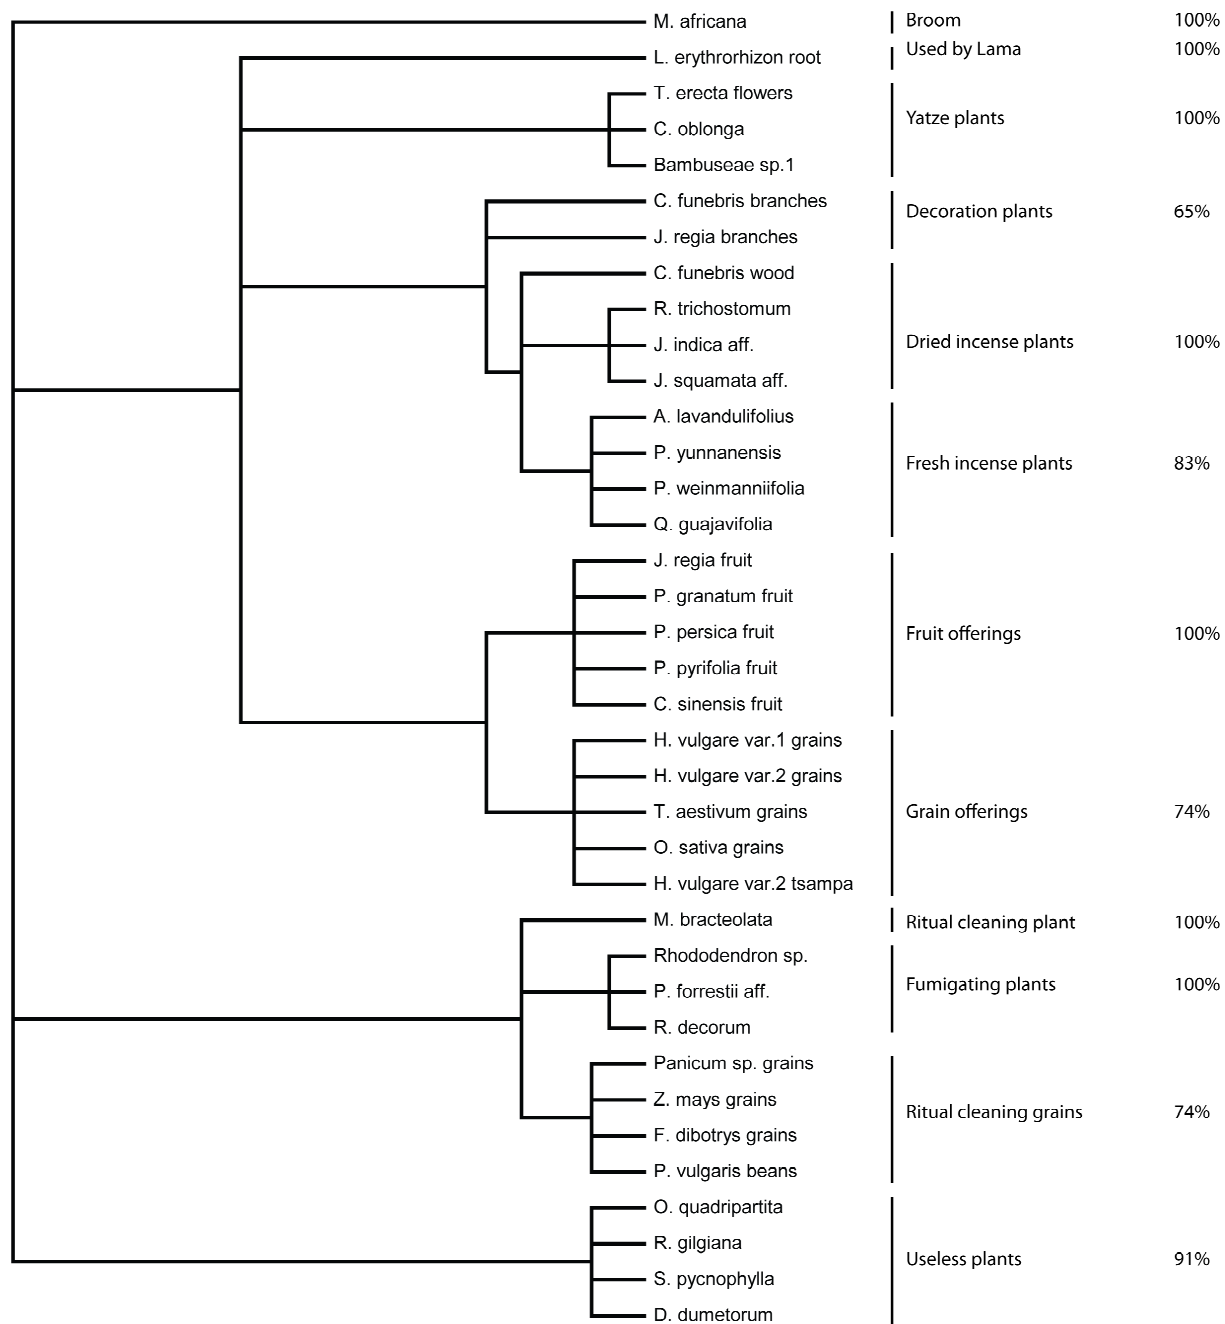 M. africana Broom 100%
L. erythrorhizon root Used by Lama 100%
T. erecta flowers
C. oblonga Yatze plants 100%
Bambuseae sp.1
C. funebris branches Decoration plants 65%
J. regia branches
C. funebris wood
R. trichostomum
J. indica aff. Dried incense plants 100%
J. squamata aff.
A. lavandulifolius
P. yunnanensis Fresh incense plants 83%
P. weinmanniifolia
Q. guajavifolia
J. regia fruit
P. granatum fruit
P. persica fruit Fruit offerings 100%
P. pyrifolia fruit
C. sinensis fruit
H. vulgare var.1 grains
H. vulgare var.2 grains
T. aestivum grains Grain offerings 74%
O. sativa grains
H. vulgare var.2 tsampa
M. bracteolata Ritual cleaning plant 100%
Rhododendron sp.
P. forrestii aff. Fumigating plants 100%
R. decorum
Panicum sp. grains
Z. mays grains Ritual cleaning grains 74%
F. dibotrys grains
P. vulgaris beans
O. quadripartita
R. gilgiana Useless plants 91%
S. pycnophylla
D. dumetorum